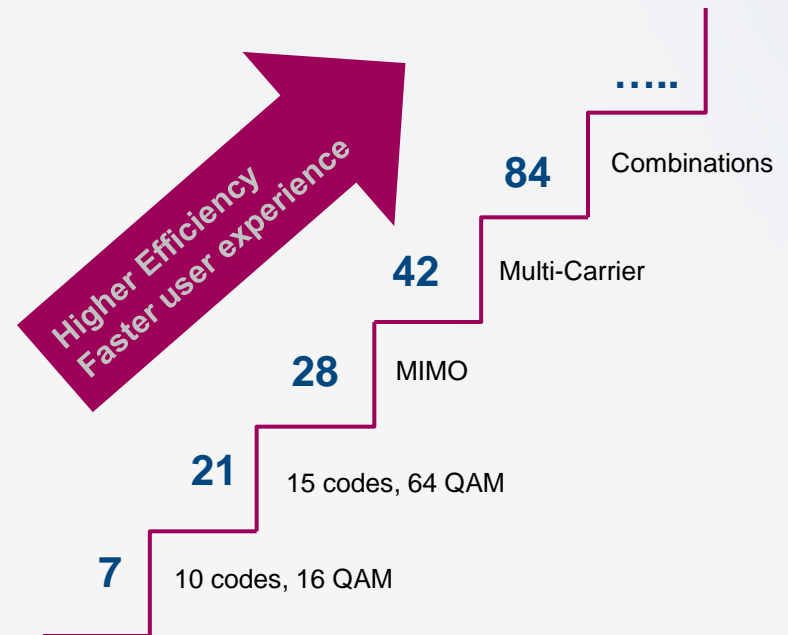 Higher Efficiency
Faster user experience
…..
84
Combinations
42
Multi-Carrier
28
MIMO
21
15 codes, 64 QAM
7
10 codes, 16 QAM